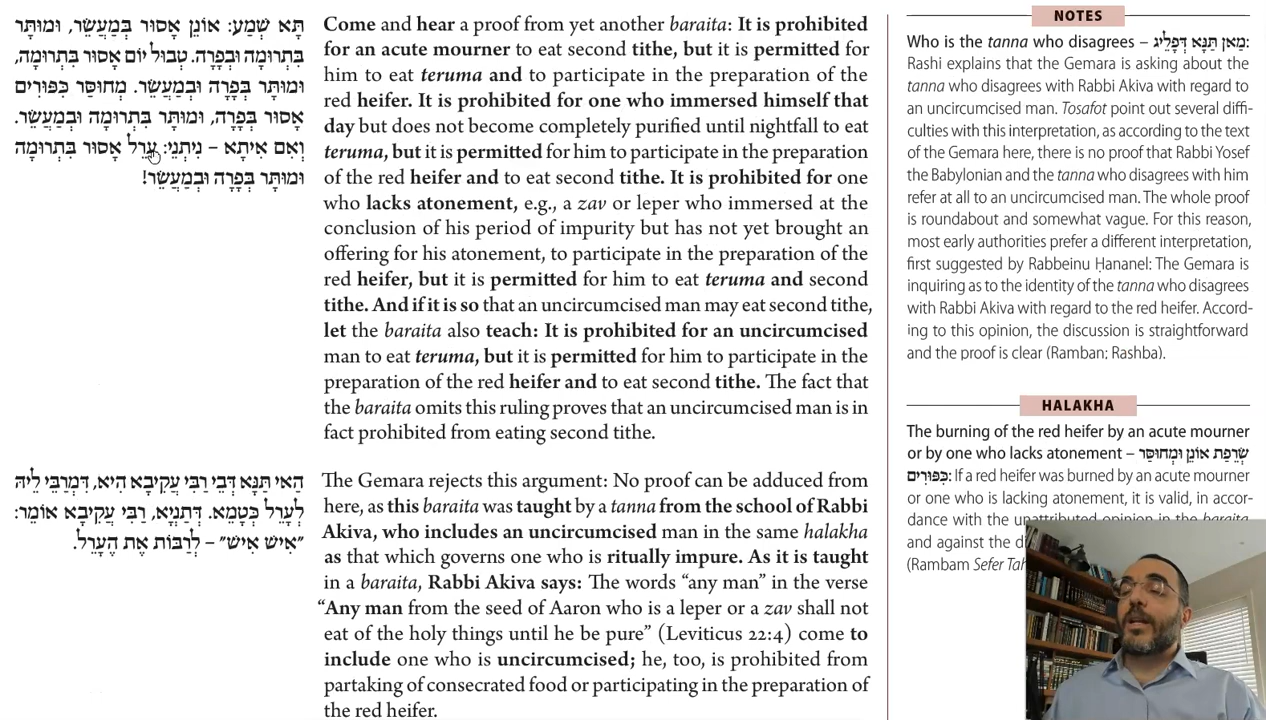 תָּא שְׁמַע: אוֹנֵן אָסוּר בְּמַעֲשֵׂר, וּמוּתָּר
בִּתְרוּמָה וּבְפָרָה. טְבוּל יוֹם אָסוּר בִּתְרוּמָה,
וּמוּתָּר בְּפָרָה וּבְמַעֲשֵׂר. מְחוּסַּר כִּפּוּרִים
אָסוּר בְּפָרָה, וּמוּתָּר בִּתְרוּמָה וּבְמַעֲשֵׂר.
וְאִם אִיתָא – נִיתְנֵי: עָרֵל אָסוּר בִּתְרוּמָה
וּמוּתָּר בְּפָרָה וּבְמַעֲשֵׂר!
Come and hear a proof from yet another baraita: It is prohibited
for an acute mourner to eat second tithe, but it is permitted for
him to eat teruma and to participate in the preparation of the
red heifer. It is prohibited for one who immersed himself that
day but does not become completely purified until nightfall to eat
teruma, but it is permitted for him to participate in the preparation
of the red heifer and to eat second tithe. It is prohibited for one
who lacks atonement, e.g., a zav or leper who immersed at the
conclusion of his period of impurity but has not yet brought an
offering for his atonement, to participate in the preparation of the
red heifer, but it is permitted for him to eat teruma and second
tithe. And if it is so that an uncircumcised man may eat second tithe,
let the baraita also teach: It is prohibited for an uncircumcised
man to eat teruma, but it is permitted for him to participate in the
preparation of the red heifer and to eat second tithe. The fact that
the baraita omits this ruling proves that an uncircumcised man is in
fact prohibited from eating second tithe.
הַאי תַּנָּא דְּבֵי רַבִּי עֲקִיבָא הִיא, דִּמְרַבֵּי לֵיהּ
לְעָרֵל כְּטָמֵא. דְּתַנְיָא, רַבִּי עֲקִיבָא אוֹמֵר:
״אִישׁ אִישׁ״ – לְרַבּוֹת אֶת הֶעָרֵל.
The Gemara rejects this argument: No proof can be adduced from
here, as this baraita was taught by a tanna from the school of Rabbi
Akiva, who includes an uncircumcised man in the same halakha
as that which governs one who is ritually impure. As it is taught
in a baraita, Rabbi Akiva says: The words “any man” in the verse
“Any man from the seed of Aaron who is a leper or a zav shall not
eat of the holy things until he be pure” (Leviticus 22:4) come to
include one who is uncircumcised; he, too, is prohibited from
partaking of consecrated food or participating in the preparation of
the red heifer.
NOTES
Who is the tanna who disagrees – מַאן תַּנָּא דְּפָלֵיג:
Rashi explains that the Gemara is asking about the
tanna who disagrees with Rabbi Akiva with regard to
an uncircumcised man. Tosafot point out several diffi-
culties with this interpretation, as according to the text
of the Gemara here, there is no proof that Rabbi Yosef
the Babylonian and the tanna who disagrees with him
refer at all to an uncircumcised man. The whole proof
is roundabout and somewhat vague. For this reason,
most early authorities prefer a different interpretation,
first suggested by Rabbeinu Ḥananel: The Gemara is
inquiring as to the identity of the tanna who disagrees
with Rabbi Akiva with regard to the red heifer. Accord-
ing to this opinion, the discussion is straightforward
and the proof is clear (Ramban; Rashba).
HALAKHA
The burning of the red heifer by an acute mourner
or by one who lacks atonement – שְׂרֵפַת אוֹנֵן וּמְחוּסַּר
כִּפּוּרִים: If a red heifer was burned by an acute mourner
or one who is lacking atonement, it is valid, in accor-
dance with the unattributed opinion in the baraita
and against the
(Rambam Sefer